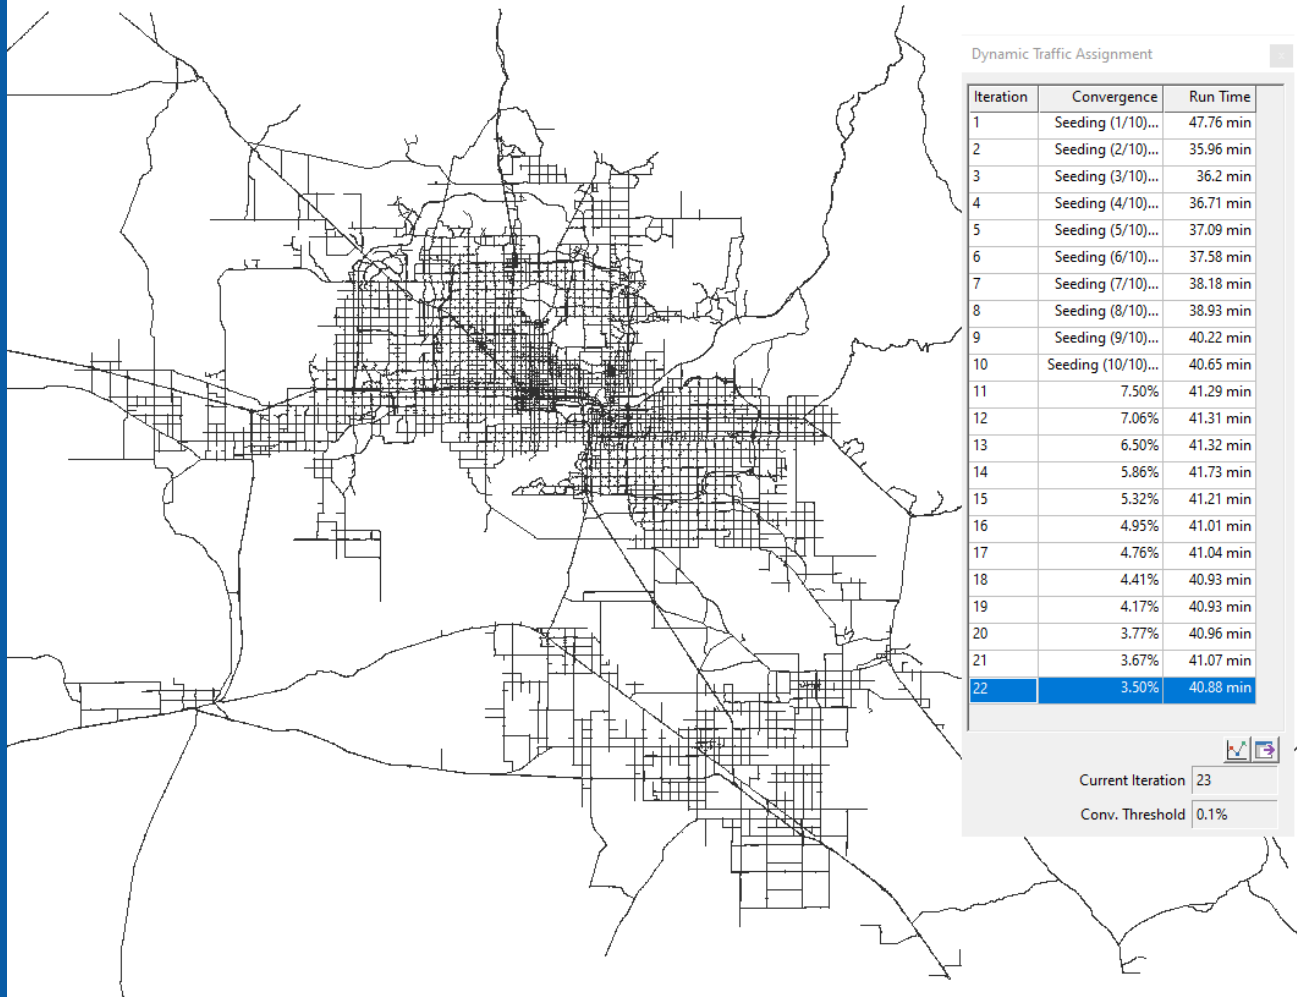 Dynamic Traffic Assignment
Iteration Convergence Run Time
1 Seeding (1/10)... 47.76 min
2 Seeding (2/10)... 35.96 min
3 Seeding (3/10)... 36.2 min
4 Seeding (4/10)... 36.71 min
5 Seeding (5/10)... 37.09 min
6 Seeding (6/10)... 37.58 min
7 Seeding (7/10)... 38.18 min
8 Seeding (8/10)... 38.93 min
9 Seeding (9/10)... 40.22 min
10 Seeding (10/10)... 40.65 min
11 7.50% 41.29 min
12 7.06% 41.31 min
13 6.50% 41.32 min
14 5.86% 41.73 min
15 5.32% 41.21 min
16 4.95% 41.01 min
17 4.76% 41.04 min
18 4.41% 40.93 min
19 4.17% 40.93 min
20 3.77% 40.96 min
21 3.67% 41.07 min
22 3.50% 40.88 min
Current Iteration 23
Conv. Threshold 0.1%